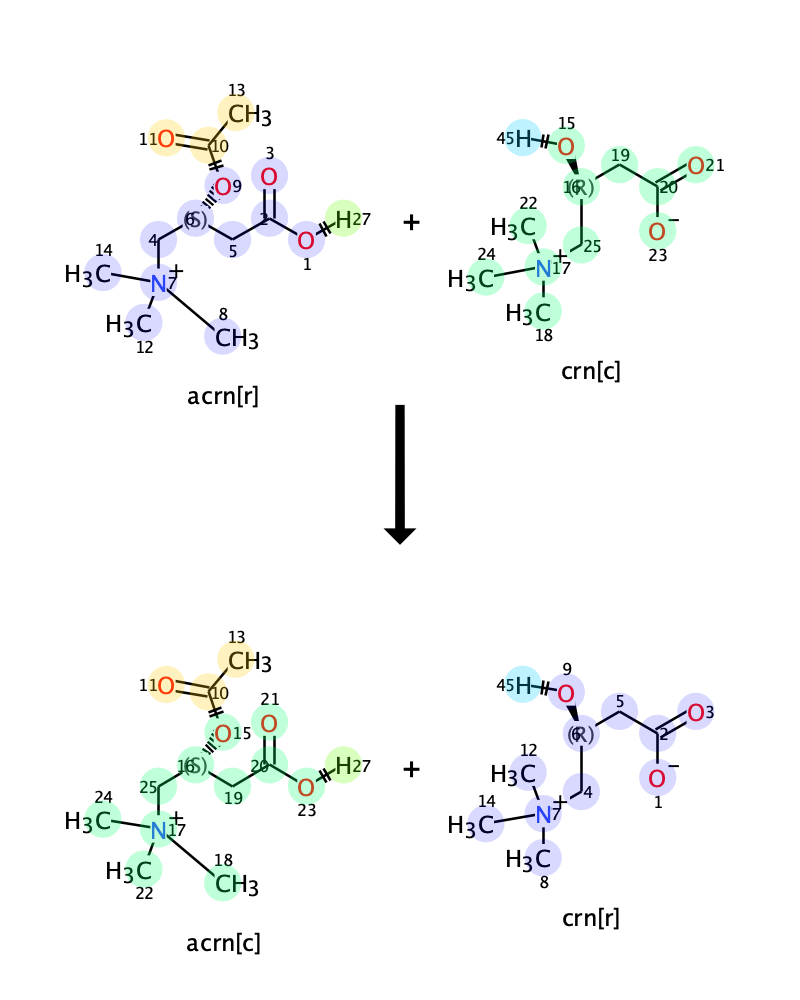 13
CH₃
11 O 10
3
O
O 9
6 (S) 2 H 27
O
4 5 1
14
H₃C
N + 7
8
H₃C CH₃
12
acrn[r]
+
15
45 H O
19
16 (R) O 21
20
22
H₃C O −
23
24 + 25
H₃C N 17
H₃C
18
crn[c]
13
CH₃
11 O 10
21
O
O 15
16 (S) 20 H 27
O
25 19 23
24
H₃C
N + 17
18
H₃C CH₃
22
acrn[c]
+
9
45 H O
5
6 (R) O 3
2
12
H₃C O −
1
14 + 4
H₃C N 7
H₃C
8
crn[r]